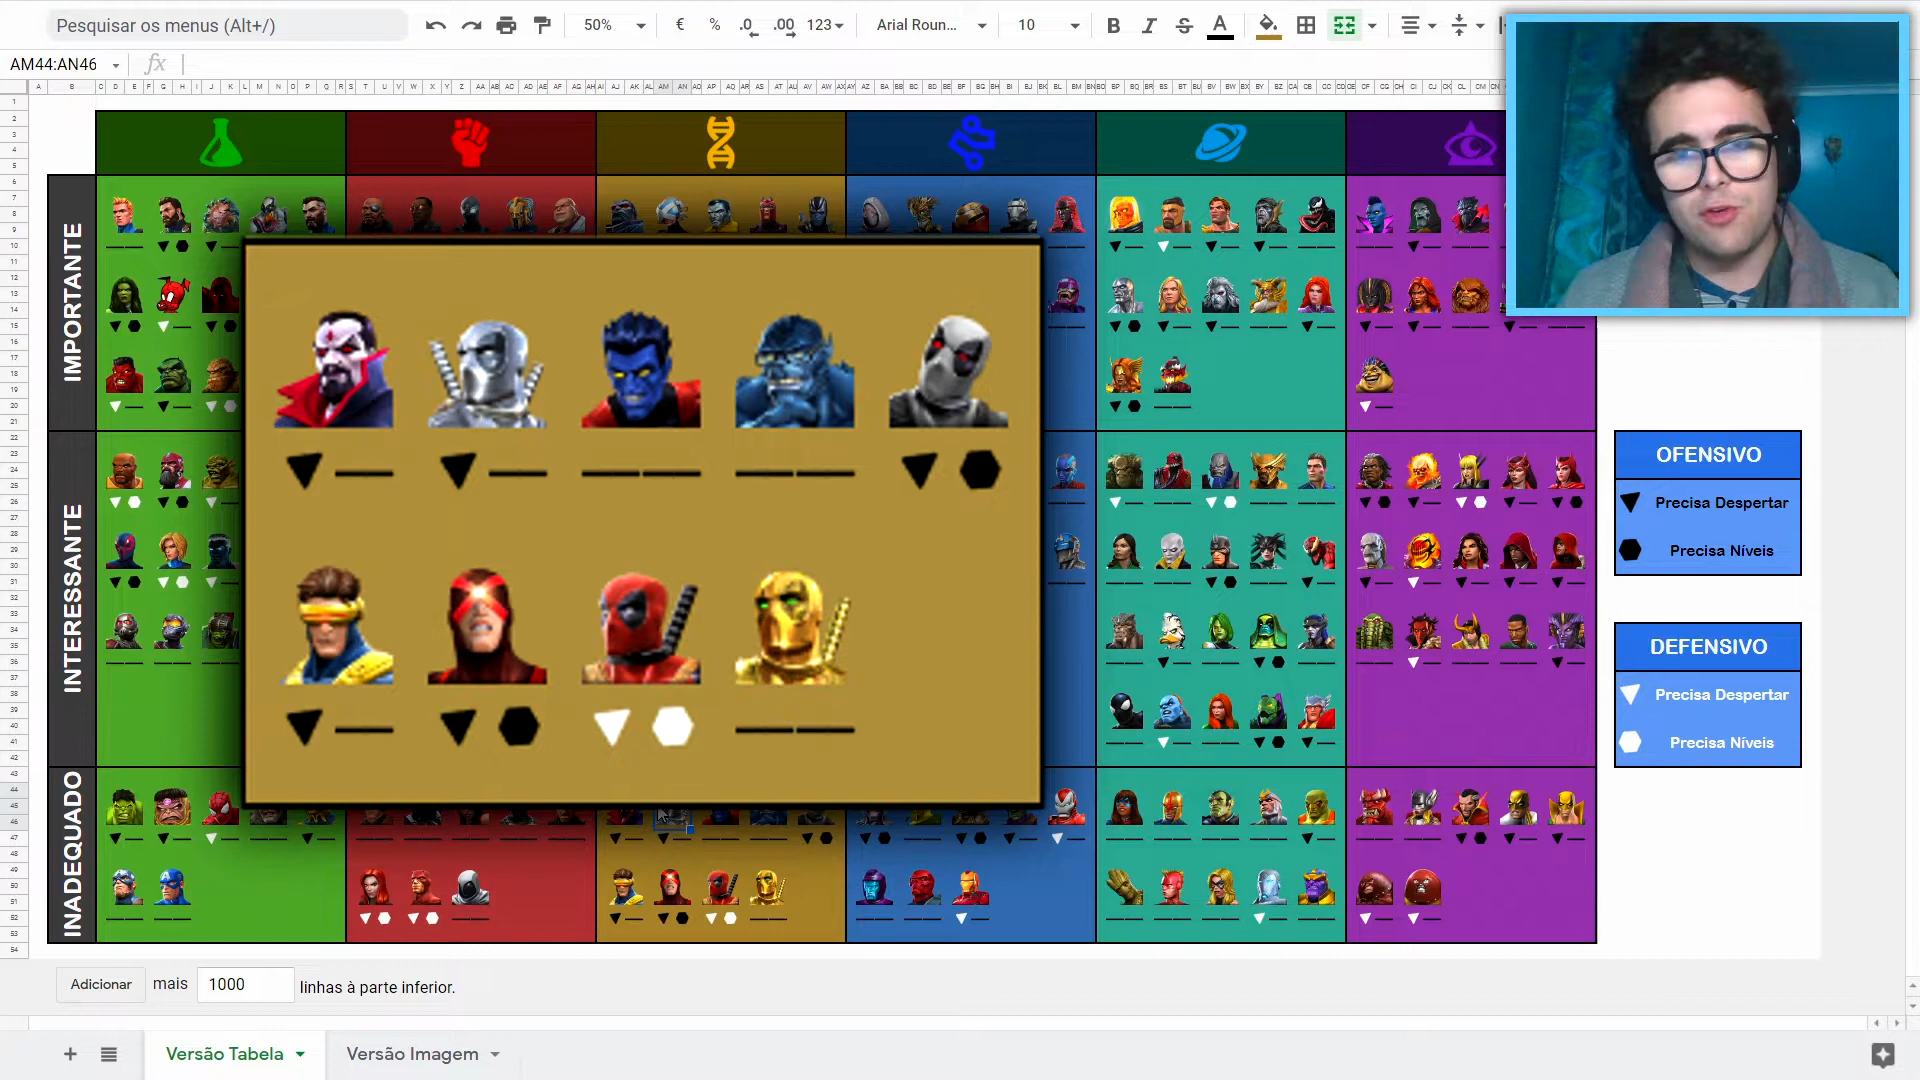 Pesquisar os menus (Alt+/)
50%
€
%
.0
.00
123
Arial Roun...
10
B
I
S
A
AM44:AN46
fx
IMPORTANTE
INTERESSANTE
INADEQUADO
OFENSIVO
Precisa Despertar
Precisa Níveis
DEFENSIVO
Precisa Despertar
Precisa Níveis
Adicionar mais 1000 linhas à parte inferior.
Versão Tabela
Versão Imagem